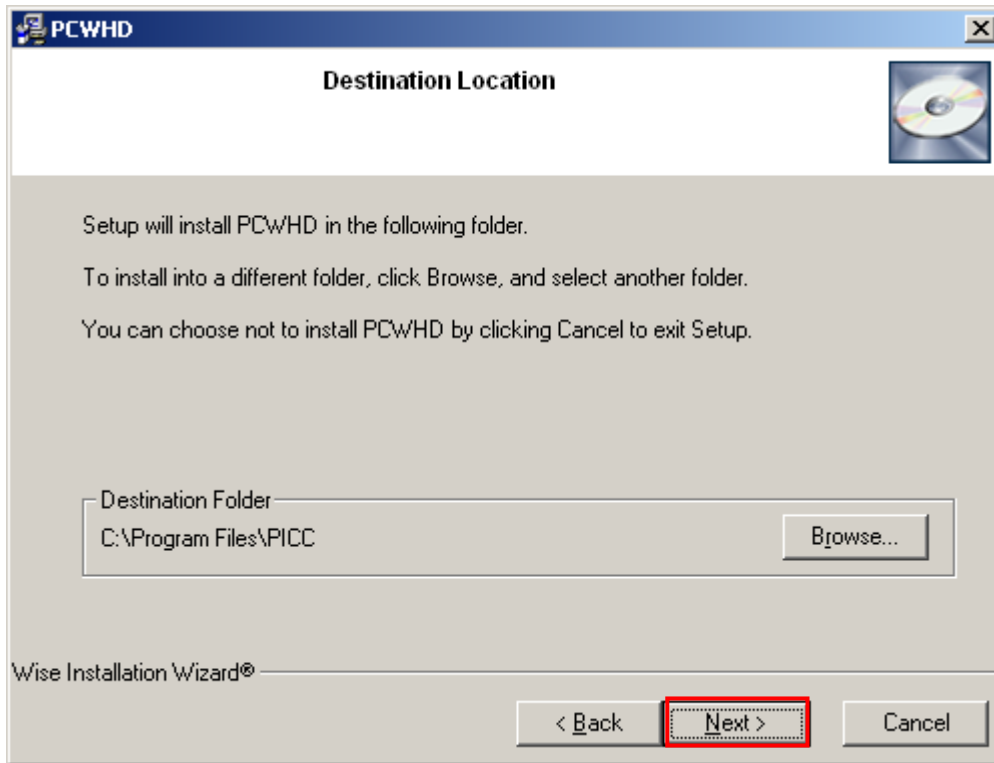 PCWHD
Destination Location
Setup will install PCWHD in the following folder.
To install into a different folder, click Browse, and select another folder.
You can choose not to install PCWHD by clicking Cancel to exit Setup.
Destination Folder
C:\Program Files\PICC
Browse...
Wise Installation Wizard®
< Back
Next >
Cancel